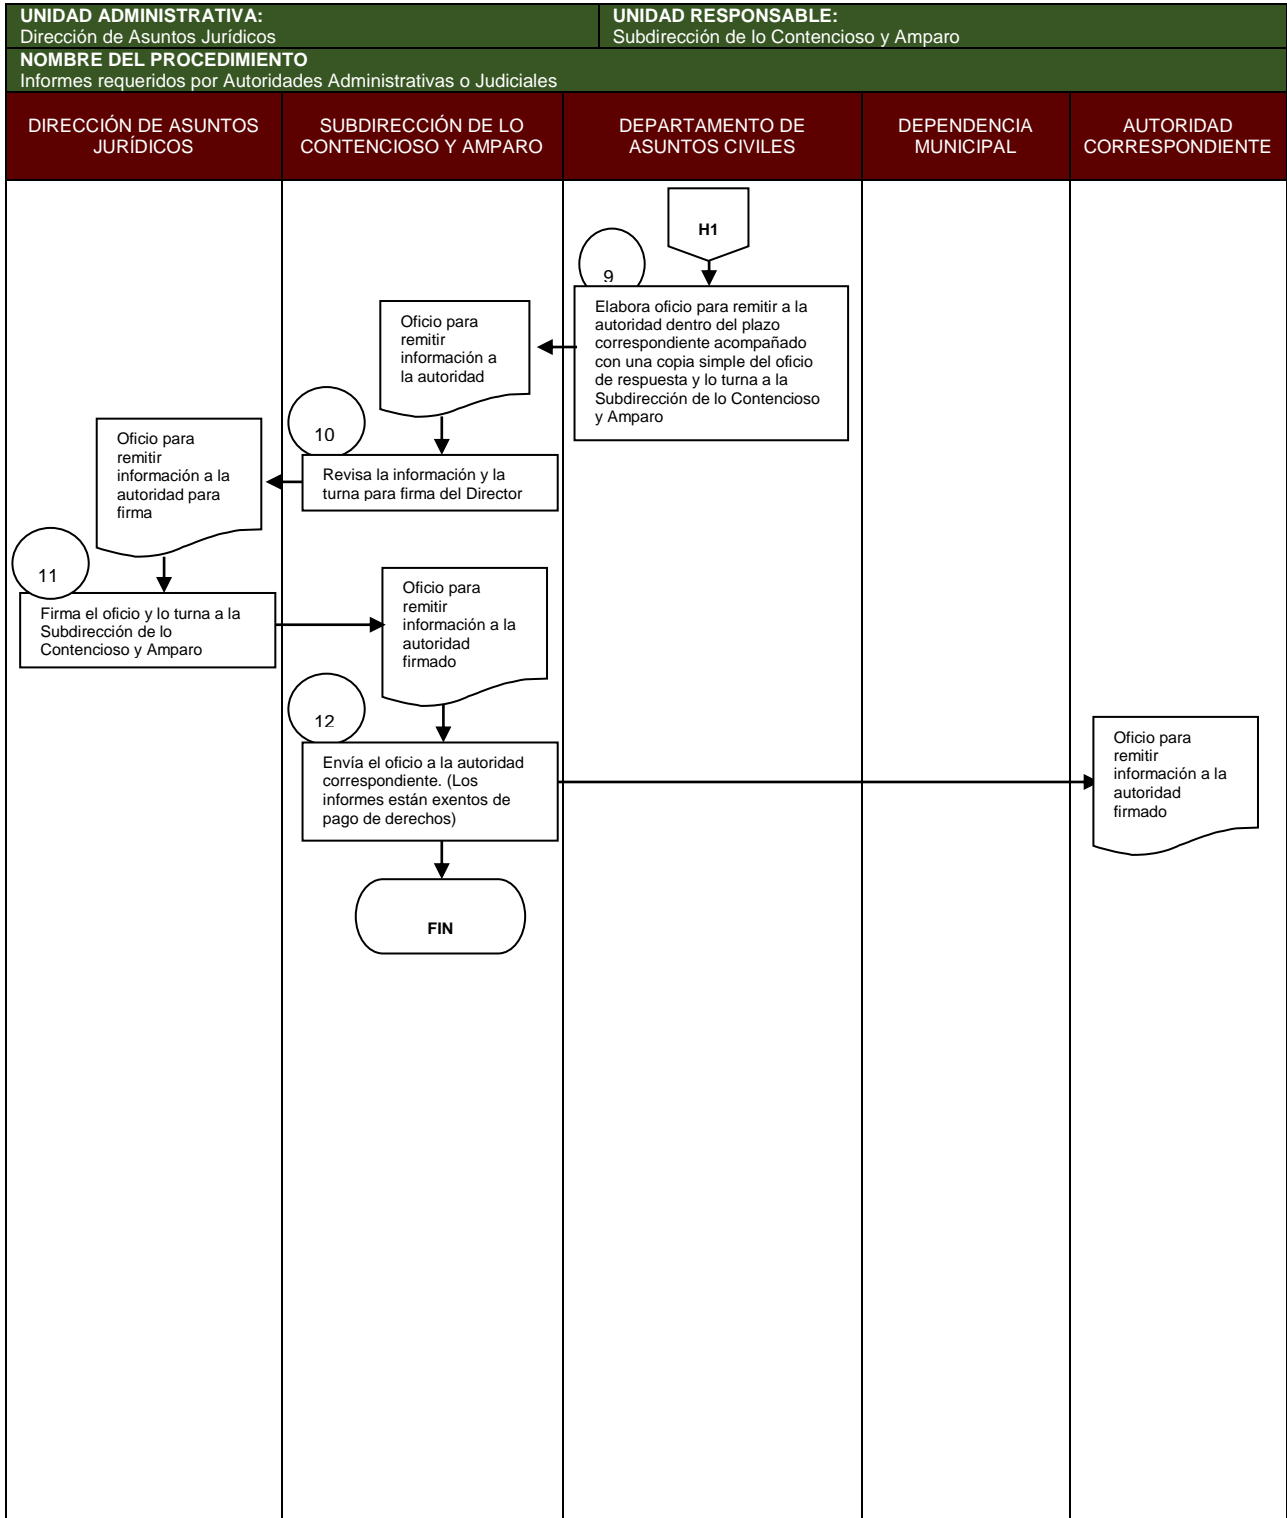 UNIDAD ADMINISTRATIVA:
Dirección de Asuntos Jurídicos
UNIDAD RESPONSABLE:
Subdirección de lo Contencioso y Amparo
NOMBRE DEL PROCEDIMIENTO
Informes requeridos por Autoridades Administrativas o Judiciales
DIRECCIÓN DE ASUNTOS
JURÍDICOS
SUBDIRECCIÓN DE LO
CONTENCIOSO Y AMPARO
DEPARTAMENTO DE
ASUNTOS CIVILES
DEPENDENCIA
MUNICIPAL
AUTORIDAD
CORRESPONDIENTE
H1
9
Elabora oficio para remitir a la
autoridad dentro del plazo
correspondiente acompañado
con una copia simple del oficio
de respuesta y lo turna a la
Subdirección de lo Contencioso
y Amparo
Oficio para
remitir
información a
la autoridad
10
Revisa la información y la
turna para firma del Director
Oficio para
remitir
información a la
autoridad para
firma
11
Firma el oficio y lo turna a la
Subdirección de lo
Contencioso y Amparo
Oficio para
remitir
información a la
autoridad
firmado
12
Envía el oficio a la autoridad
correspondiente. (Los
informes están exentos de
pago de derechos)
Oficio para
remitir
información a la
autoridad
firmado
FIN